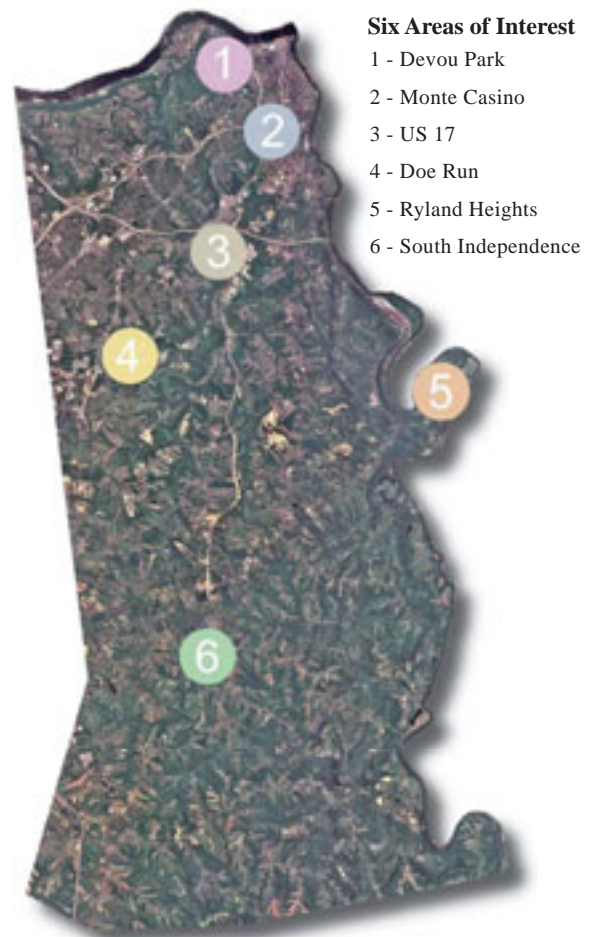 Six Areas of Interest
1 - Devou Park
2 - Monte Casino
3 - US 17
4 - Doe Run
5 - Ryland Heights
6 - South Independence
1
2
3
4
5
6